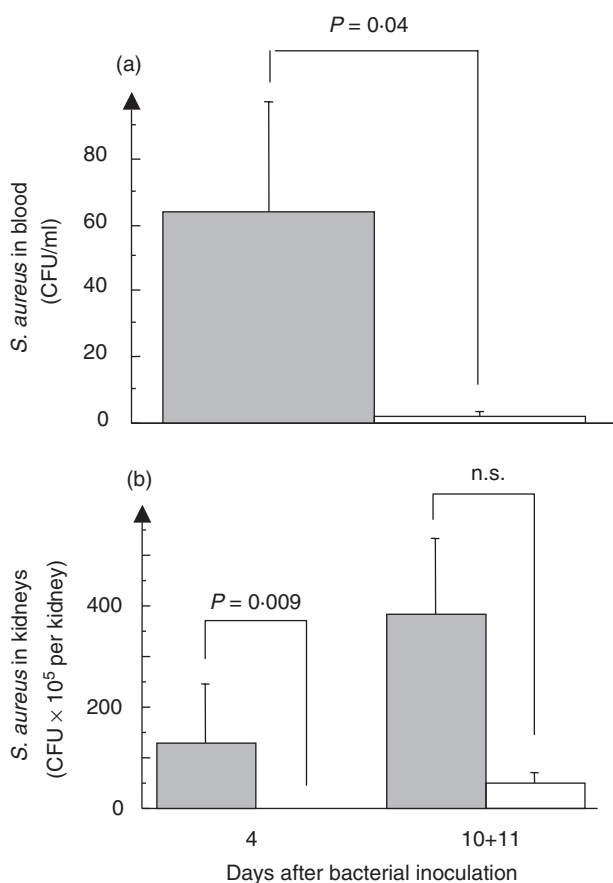 (a)
P = 0·04
S. aureus in blood
(CFU/ml)
80
60
40
20
0
(b)
n.s.
P = 0·009
S. aureus in kidneys
(CFU × 10⁵ per kidney)
400
200
0
4 10+11
Days after bacterial inoculation